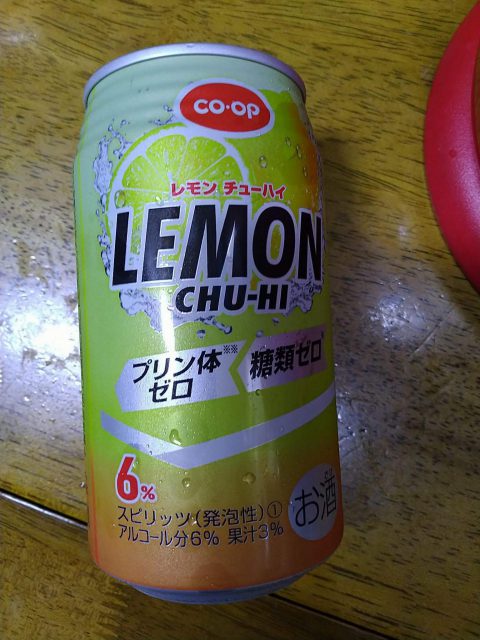 CO・OP
レモン チューハイ
LEMON
CHU-HI
プリン体※※
ゼロ
糖類ゼロ
6%
スピリッツ(発泡性)①
アルコール分6% 果汁3%
お酒